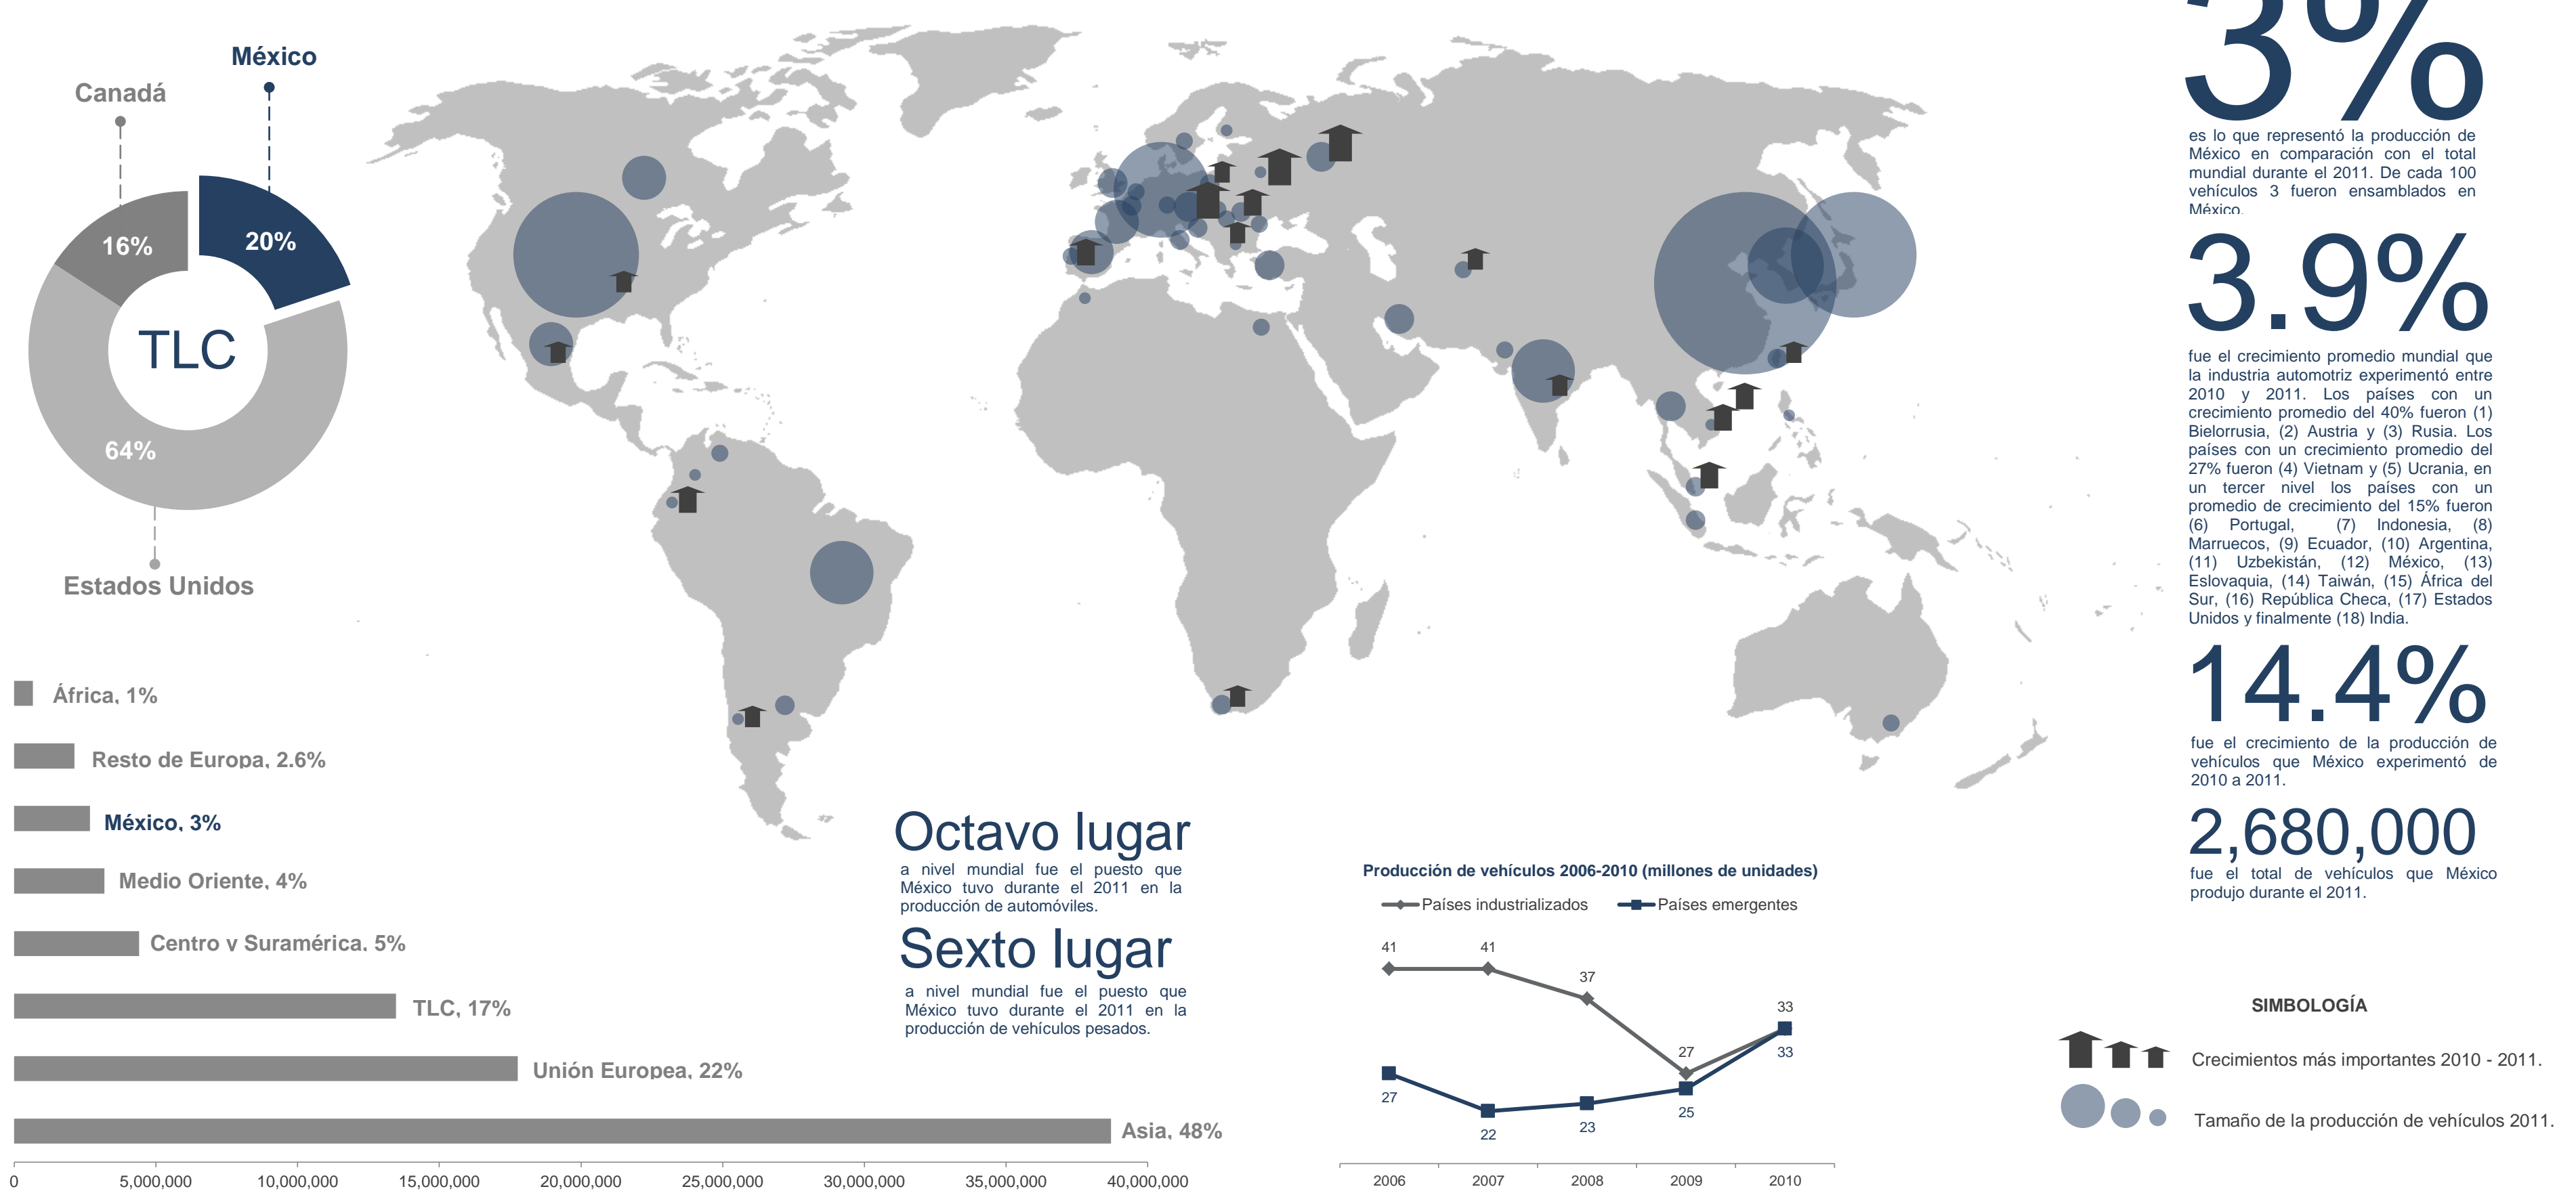 México
Canadá
16%
20%
TLC
64%
Estados Unidos
África, 1%
Resto de Europa, 2.6%
México, 3%
Medio Oriente, 4%
Centro y Suramérica, 5%
TLC, 17%
Unión Europea, 22%
Asia, 48%
0
5,000,000
10,000,000
15,000,000
20,000,000
25,000,000
30,000,000
35,000,000
40,000,000
Octavo lugar
a nivel mundial fue el puesto que
México tuvo durante el 2011 en la
producción de automóviles.
Sexto lugar
a nivel mundial fue el puesto que
México tuvo durante el 2011 en la
producción de vehículos pesados.
Producción de vehículos 2006-2010 (millones de unidades)
Países industrializados
Países emergentes
41
41
37
27
33
27
22
23
25
33
2006
2007
2008
2009
2010
3%
es lo que representó la producción de
México en comparación con el total
mundial durante el 2011. De cada 100
vehículos 3 fueron ensamblados en
México.
3.9%
fue el crecimiento promedio mundial que
la industria automotriz experimentó entre
2010 y 2011. Los países con un
crecimiento promedio del 40% fueron (1)
Bielorrusia, (2) Austria y (3) Rusia. Los
países con un crecimiento promedio del
27% fueron (4) Vietnam y (5) Ucrania, en
un tercer nivel los países con un
promedio de crecimiento del 15% fueron
(6) Portugal, (7) Indonesia, (8)
Marruecos, (9) Ecuador, (10) Argentina,
(11) Uzbekistán, (12) México, (13)
Eslovaquia, (14) Taiwán, (15) África del
Sur, (16) República Checa, (17) Estados
Unidos y finalmente (18) India.
14.4%
fue el crecimiento de la producción de
vehículos que México experimentó de
2010 a 2011.
2,680,000
fue el total de vehículos que México
produjo durante el 2011.
SIMBOLOGÍA
Crecimientos más importantes 2010 - 2011.
Tamaño de la producción de vehículos 2011.